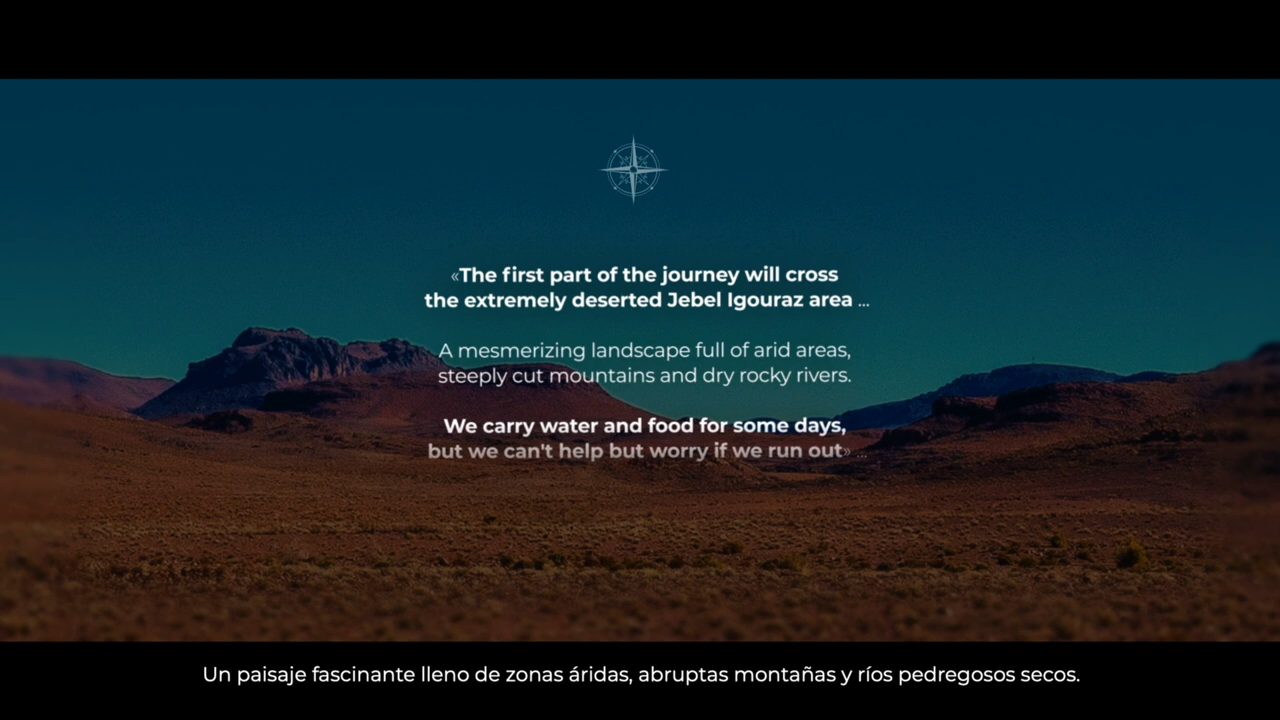 «The first part of the journey will cross
the extremely deserted Jebel Igouraz area ...
A mesmerizing landscape full of arid areas,
steeply cut mountains and dry rocky rivers.
We carry water and food for some days,
but we can't help but worry if we run out» ...
Un paisaje fascinante lleno de zonas áridas, abruptas montañas y ríos pedregosos secos.